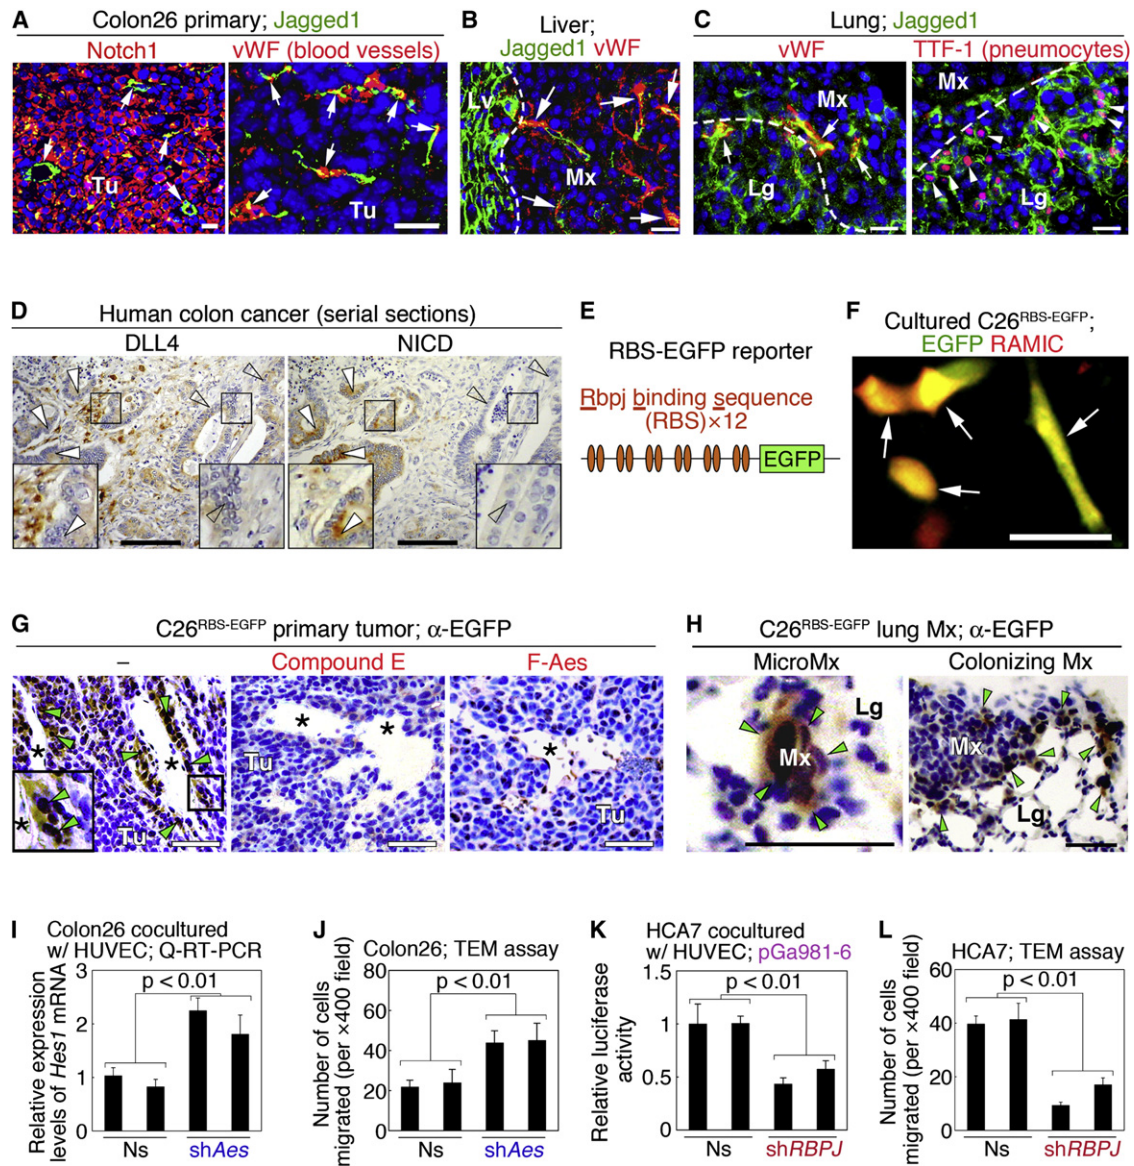 A Colon26 primary; Jagged1
Notch1 vWF (blood vessels)
Tu Tu
B Liver;
Jagged1 vWF
Lv Mx
C Lung; Jagged1
vWF TTF-1 (pneumocytes)
Mx Lg Mx Lg
D Human colon cancer (serial sections)
DLL4 NICD
E
RBS-EGFP reporter
Rbpj binding sequence
(RBS)×12
EGFP
F Cultured C26RBS-EGFP;
EGFP RAMIC
G C26RBS-EGFP primary tumor; α-EGFP
– Compound E F-Aes
* * * Tu
Tu * *
* Tu
H C26RBS-EGFP lung Mx; α-EGFP
MicroMx Colonizing Mx
Lg Mx
Mx Lg
I Colon26 cocultured
w/ HUVEC; Q-RT-PCR
p < 0.01
Relative expression
levels of Hes1 mRNA
3
2
1
0
Ns shAes
J Colon26; TEM assay
p < 0.01
Number of cells
migrated (per ×400 field)
80
60
40
20
0
Ns shAes
K HCA7 cocultured
w/ HUVEC; pGa981-6
p < 0.01
Relative luciferase
activity
1.5
1
0.5
0
Ns shRBPJ
L HCA7; TEM assay
p < 0.01
Number of cells
migrated (per ×400 field)
60
40
20
0
Ns shRBPJ